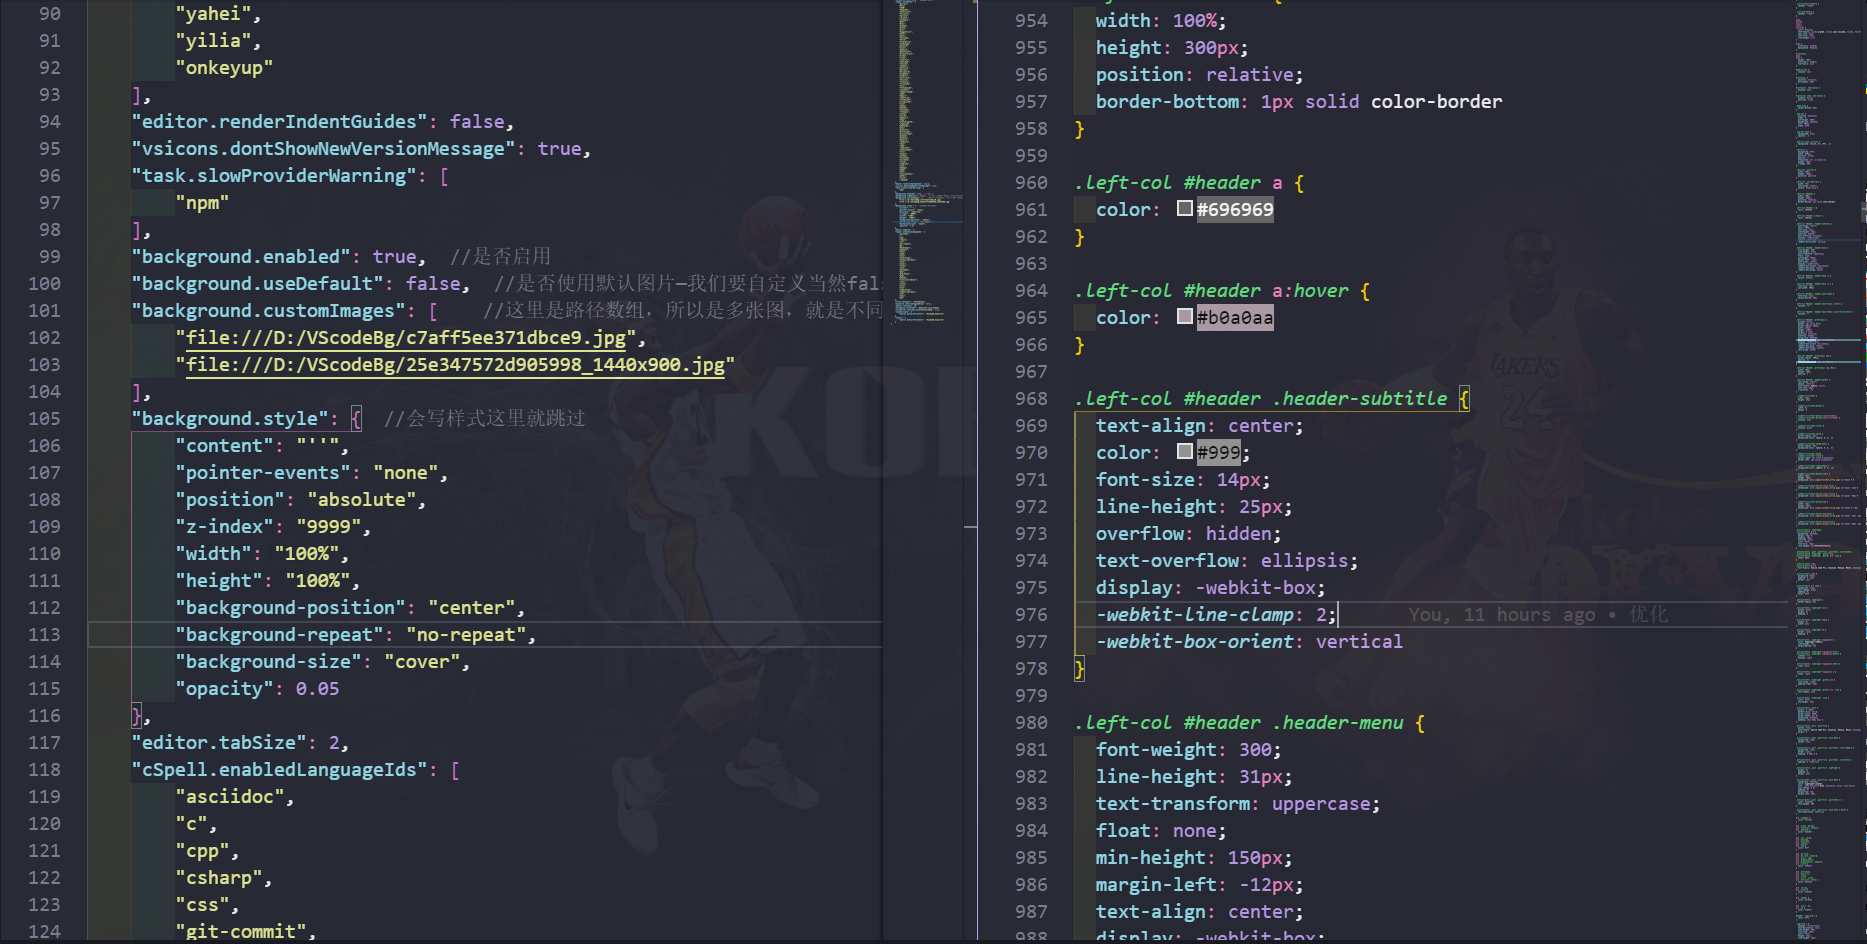 90 "yahei",
91 "yilia",
92 "onkeyup"
93 ],
94 "editor.renderIndentGuides": false,
95 "vsicons.dontShowNewVersionMessage": true,
96 "task.slowProviderWarning": [
97 "npm"
98 ],
99 "background.enabled": true, //是否启用
100 "background.useDefault": false, //是否使用默认图片—我们要自定义当然fal
101 "background.customImages": [ //这里是路径数组，所以是多张图，就是不同
102 "file:///D:/VScodeBg/c7aff5ee371dbce9.jpg",
103 "file:///D:/VScodeBg/25e347572d905998_1440x900.jpg"
104 ],
105 "background.style": { //会写样式这里就跳过
106 "content": "''",
107 "pointer-events": "none",
108 "position": "absolute",
109 "z-index": "9999",
110 "width": "100%",
111 "height": "100%",
112 "background-position": "center",
113 "background-repeat": "no-repeat",
114 "background-size": "cover",
115 "opacity": 0.05
116 },
117 "editor.tabSize": 2,
118 "cSpell.enabledLanguageIds": [
119 "asciidoc",
120 "c",
121 "cpp",
122 "csharp",
123 "css",
124 "git-commit",
954 width: 100%;
955 height: 300px;
956 position: relative;
957 border-bottom: 1px solid color-border
958 }
959
960 .left-col #header a {
961 color: #696969
962 }
963
964 .left-col #header a:hover {
965 color: #b0a0aa
966 }
967
968 .left-col #header .header-subtitle {
969 text-align: center;
970 color: #999;
971 font-size: 14px;
972 line-height: 25px;
973 overflow: hidden;
974 text-overflow: ellipsis;
975 display: -webkit-box;
976 -webkit-line-clamp: 2; You, 11 hours ago • 优化
977 -webkit-box-orient: vertical
978 }
979
980 .left-col #header .header-menu {
981 font-weight: 300;
982 line-height: 31px;
983 text-transform: uppercase;
984 float: none;
985 min-height: 150px;
986 margin-left: -12px;
987 text-align: center;
988 display: -webkit-box;
KOB
LAKERS
24